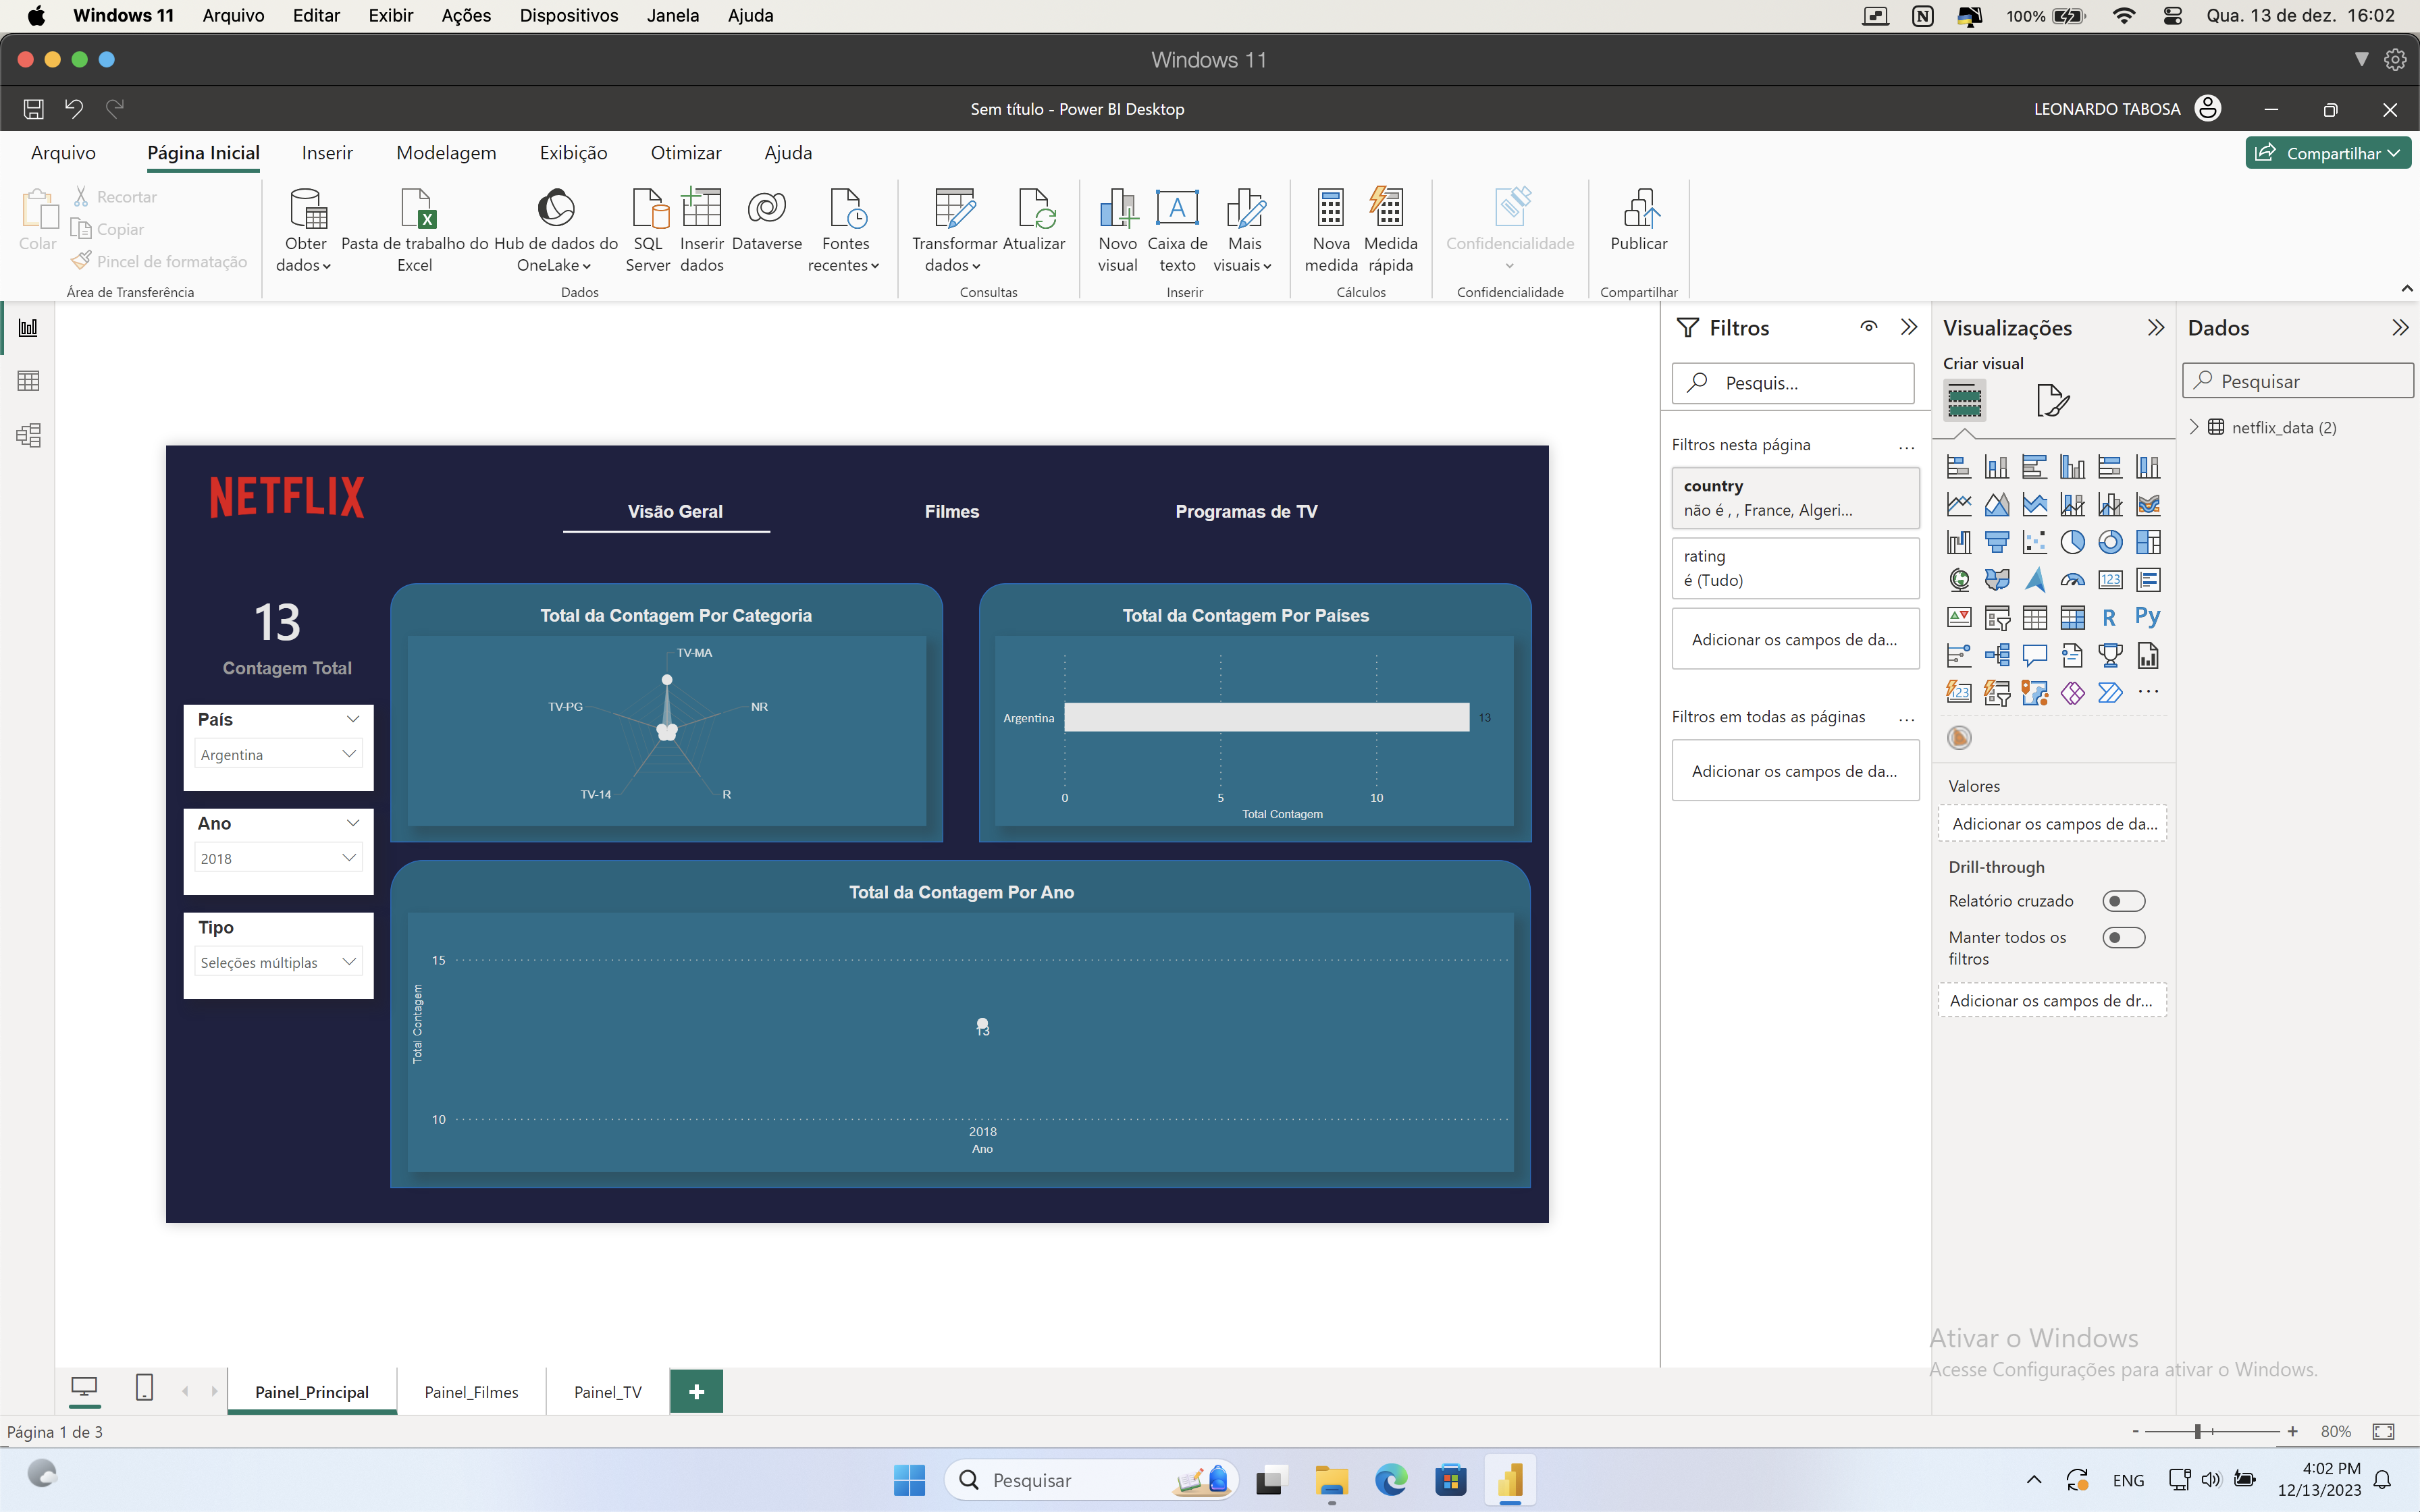 Windows 11 Arquivo Editar Exibir Ações Dispositivos Janela Ajuda 100% Qua. 13 de dez. 16:02
Windows 11
Sem título - Power BI Desktop LEONARDO TABOSA
Arquivo Página Inicial Inserir Modelagem Exibição Otimizar Ajuda Compartilhar
Colar
Recortar
Copiar
Pincel de formatação
Área de Transferência
Obter dados
Pasta de trabalho do Excel
Hub de dados do OneLake
SQL Server
Inserir dados
Dataverse
Fontes recentes
Dados
Transformar dados
Atualizar
Consultas
Novo visual
Caixa de texto
Mais visuais
Inserir
Nova medida
Medida rápida
Cálculos
Confidencialidade
Confidencialidade
Publicar
Compartilhar
NETFLIX
Visão Geral Filmes Programas de TV
13
Contagem Total
País
Argentina
Ano
2018
Tipo
Seleções múltiplas
Total da Contagem Por Categoria
TV-MA
TV-PG NR
TV-14 R
Total da Contagem Por Países
Argentina 13
0 5 10
Total Contagem
Total da Contagem Por Ano
Total Contagem
15
13
10
2018
Ano
Filtros
Pesquis...
Filtros nesta página ...
country
não é , , France, Algeri...
rating
é (Tudo)
Adicionar os campos de da...
Filtros em todas as páginas ...
Adicionar os campos de da...
Visualizações
Criar visual
123
R Py
123
...
Valores
Adicionar os campos de da...
Drill-through
Relatório cruzado
Manter todos os
filtros
Adicionar os campos de dr...
Dados
Pesquisar
netflix_data (2)
Ativar o Windows
Acesse Configurações para ativar o Windows.
Painel_Principal Painel_Filmes Painel_TV +
Página 1 de 3 - + 80%
Pesquisar ENG 4:02 PM
12/13/2023